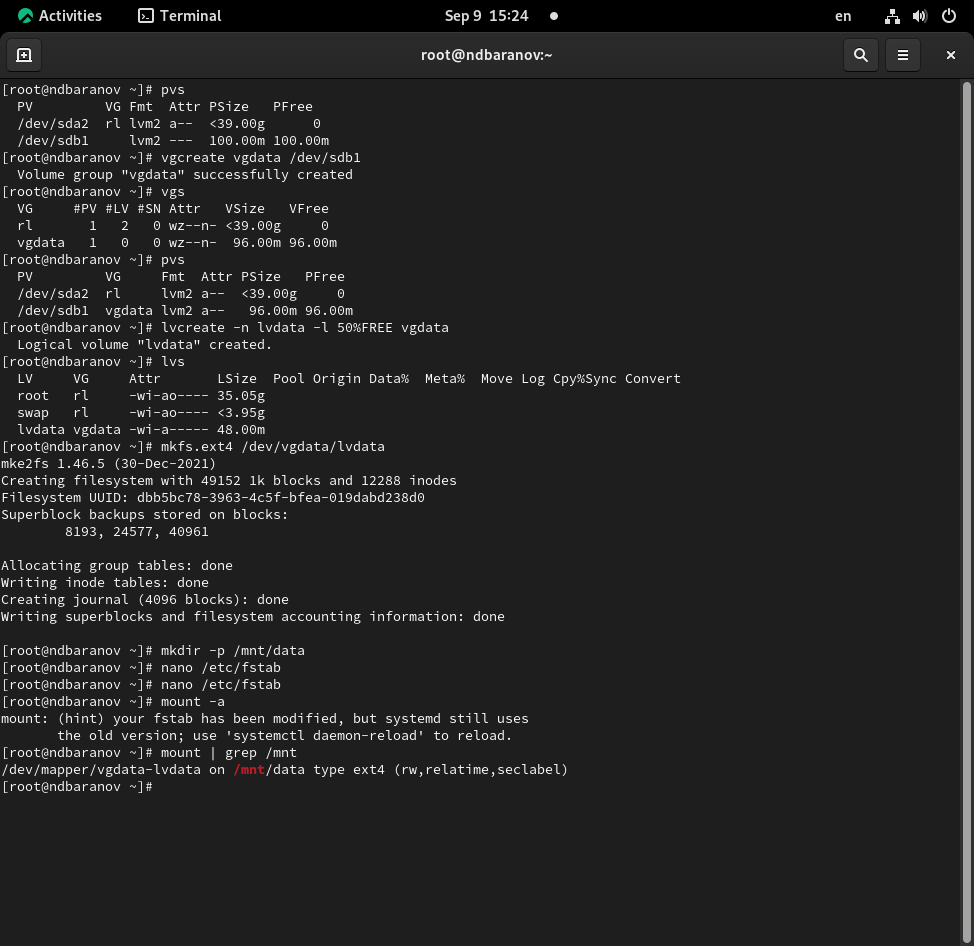 Activities Terminal Sep 9 15:24 en
root@ndbaranov:~
[root@ndbaranov ~]# pvs
  PV         VG Fmt  Attr PSize   PFree
  /dev/sda2  rl lvm2 a--  <39.00g      0
  /dev/sdb1     lvm2 ---  100.00m 100.00m
[root@ndbaranov ~]# vgcreate vgdata /dev/sdb1
  Volume group "vgdata" successfully created
[root@ndbaranov ~]# vgs
  VG     #PV #LV #SN Attr   VSize   VFree
  rl       1   2   0 wz--n- <39.00g     0
  vgdata   1   0   0 wz--n-  96.00m 96.00m
[root@ndbaranov ~]# pvs
  PV         VG     Fmt  Attr PSize   PFree
  /dev/sda2  rl     lvm2 a--  <39.00g     0
  /dev/sdb1  vgdata lvm2 a--   96.00m 96.00m
[root@ndbaranov ~]# lvcreate -n lvdata -l 50%FREE vgdata
  Logical volume "lvdata" created.
[root@ndbaranov ~]# lvs
  LV     VG     Attr       LSize  Pool Origin Data%  Meta%  Move Log Cpy%Sync Convert
  root   rl     -wi-ao---- 35.05g
  swap   rl     -wi-ao---- <3.95g
  lvdata vgdata -wi-a----- 48.00m
[root@ndbaranov ~]# mkfs.ext4 /dev/vgdata/lvdata
mke2fs 1.46.5 (30-Dec-2021)
Creating filesystem with 49152 1k blocks and 12288 inodes
Filesystem UUID: dbb5bc78-3963-4c5f-bfea-019dabd238d0
Superblock backups stored on blocks:
        8193, 24577, 40961
Allocating group tables: done
Writing inode tables: done
Creating journal (4096 blocks): done
Writing superblocks and filesystem accounting information: done
[root@ndbaranov ~]# mkdir -p /mnt/data
[root@ndbaranov ~]# nano /etc/fstab
[root@ndbaranov ~]# nano /etc/fstab
[root@ndbaranov ~]# mount -a
mount: (hint) your fstab has been modified, but systemd still uses
       the old version; use 'systemctl daemon-reload' to reload.
[root@ndbaranov ~]# mount | grep /mnt
/dev/mapper/vgdata-lvdata on /mnt/data type ext4 (rw,relatime,seclabel)
[root@ndbaranov ~]#